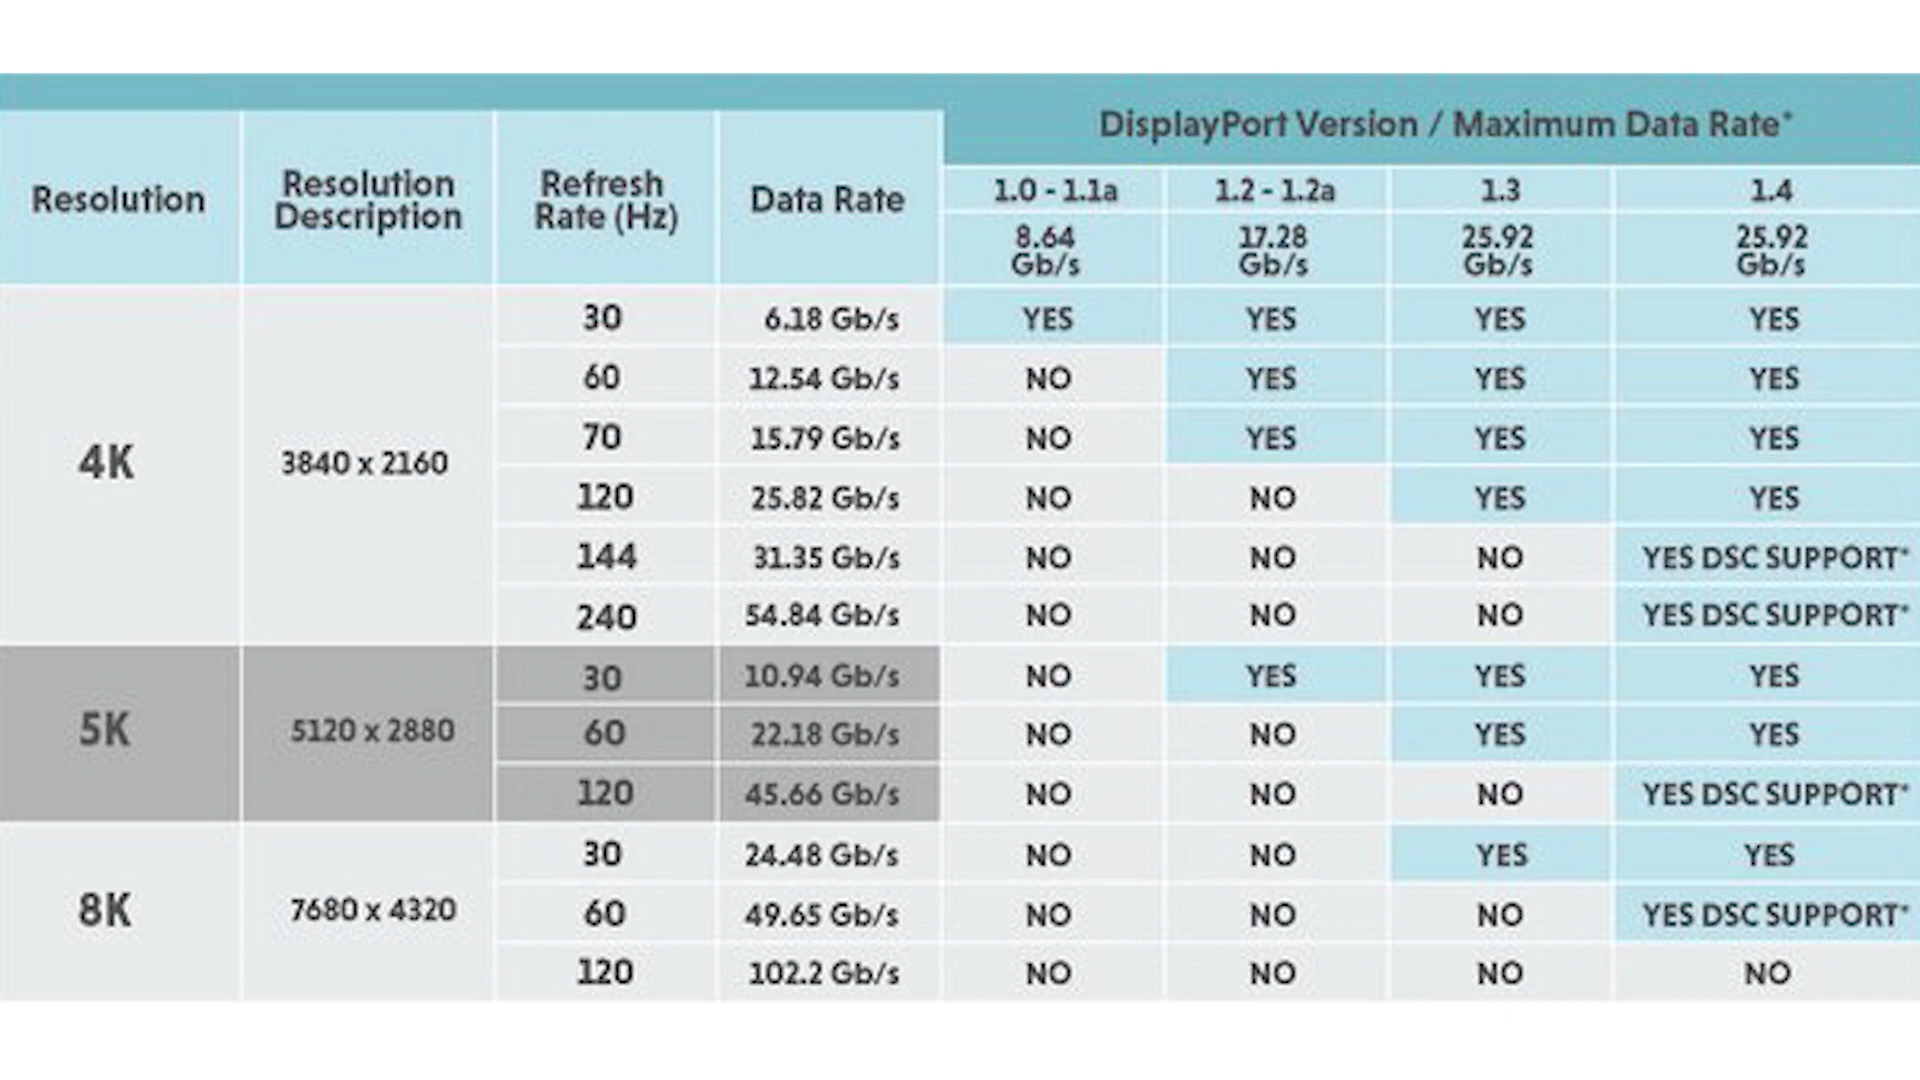 DisplayPort Version / Maximum Data Rate*
Resolution Resolution Description Refresh Rate (Hz) Data Rate 1.0 - 1.1a 1.2 - 1.2a 1.3 1.4
8.64 Gb/s 17.28 Gb/s 25.92 Gb/s 25.92 Gb/s
4K 3840 x 2160
30 6.18 Gb/s YES YES YES YES
60 12.54 Gb/s NO YES YES YES
70 15.79 Gb/s NO YES YES YES
120 25.82 Gb/s NO NO YES YES
144 31.35 Gb/s NO NO NO YES DSC SUPPORT*
240 54.84 Gb/s NO NO NO YES DSC SUPPORT*
5K 5120 x 2880
30 10.94 Gb/s NO YES YES YES
60 22.18 Gb/s NO NO YES YES
120 45.66 Gb/s NO NO NO YES DSC SUPPORT*
8K 7680 x 4320
30 24.48 Gb/s NO NO YES YES
60 49.65 Gb/s NO NO NO YES DSC SUPPORT*
120 102.2 Gb/s NO NO NO NO